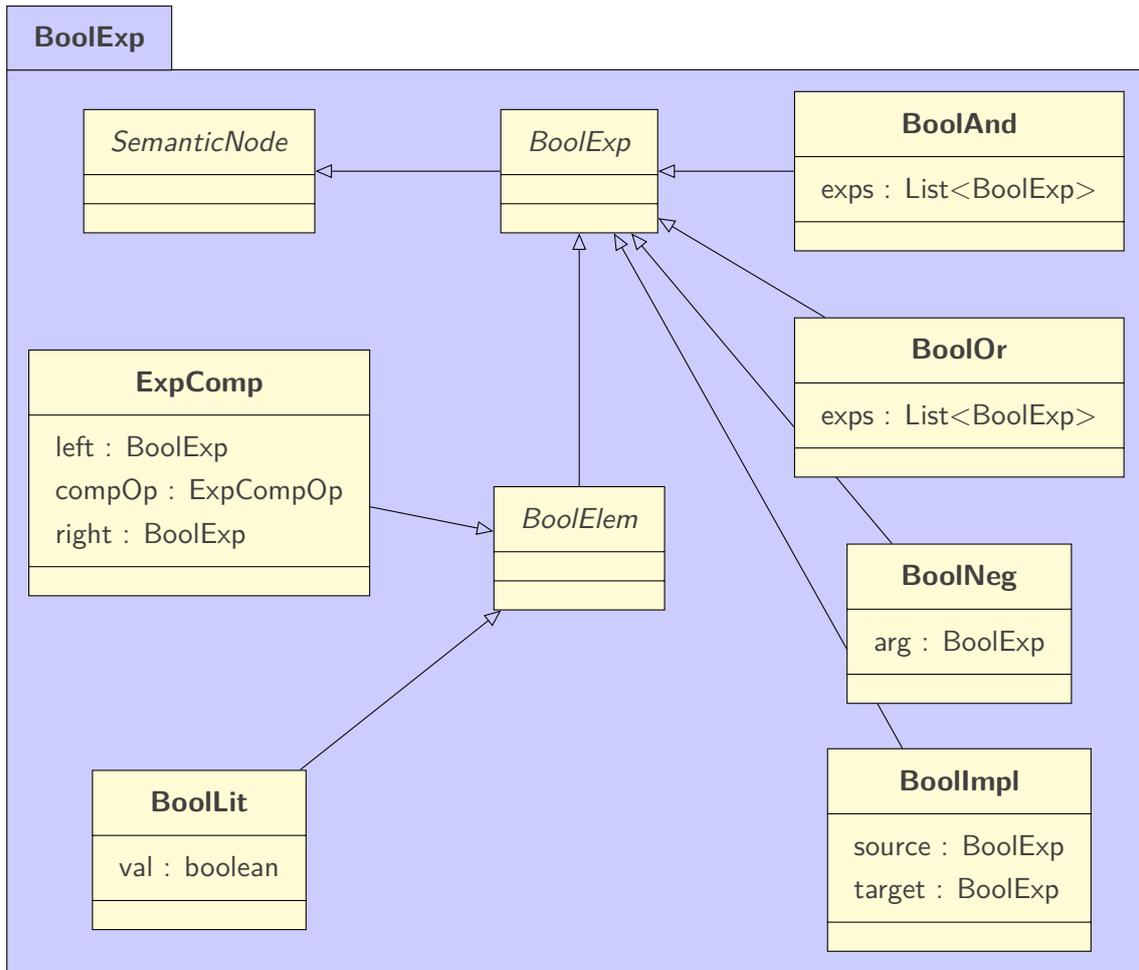 BoolExp
SemanticNode
BoolExp
BoolAnd
exps : List<BoolExp>
BoolOr
exps : List<BoolExp>
ExpComp
left : BoolExp
compOp : ExpCompOp
right : BoolExp
BoolElem
BoolNeg
arg : BoolExp
BoolLit
val : boolean
BoolImpl
source : BoolExp
target : BoolExp